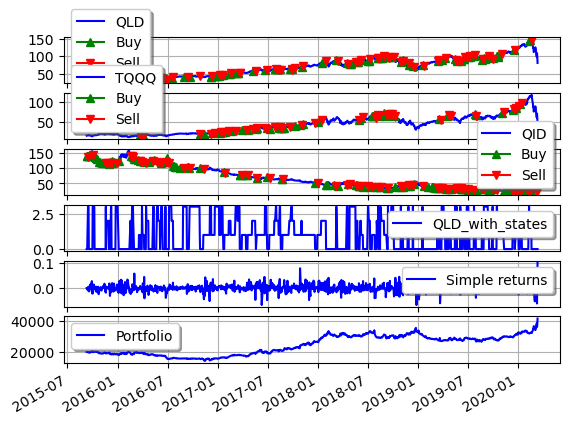 QLD
Buy
Sell
150
100
50
TQQQ
Buy
Sell
100
50
QID
Buy
Sell
150
100
50
QLD_with_states
2.5
0.0
Simple returns
0.1
0.0
Portfolio
40000
20000
2015-07
2016-01
2016-07
2017-01
2017-07
2018-01
2018-07
2019-01
2019-07
2020-01